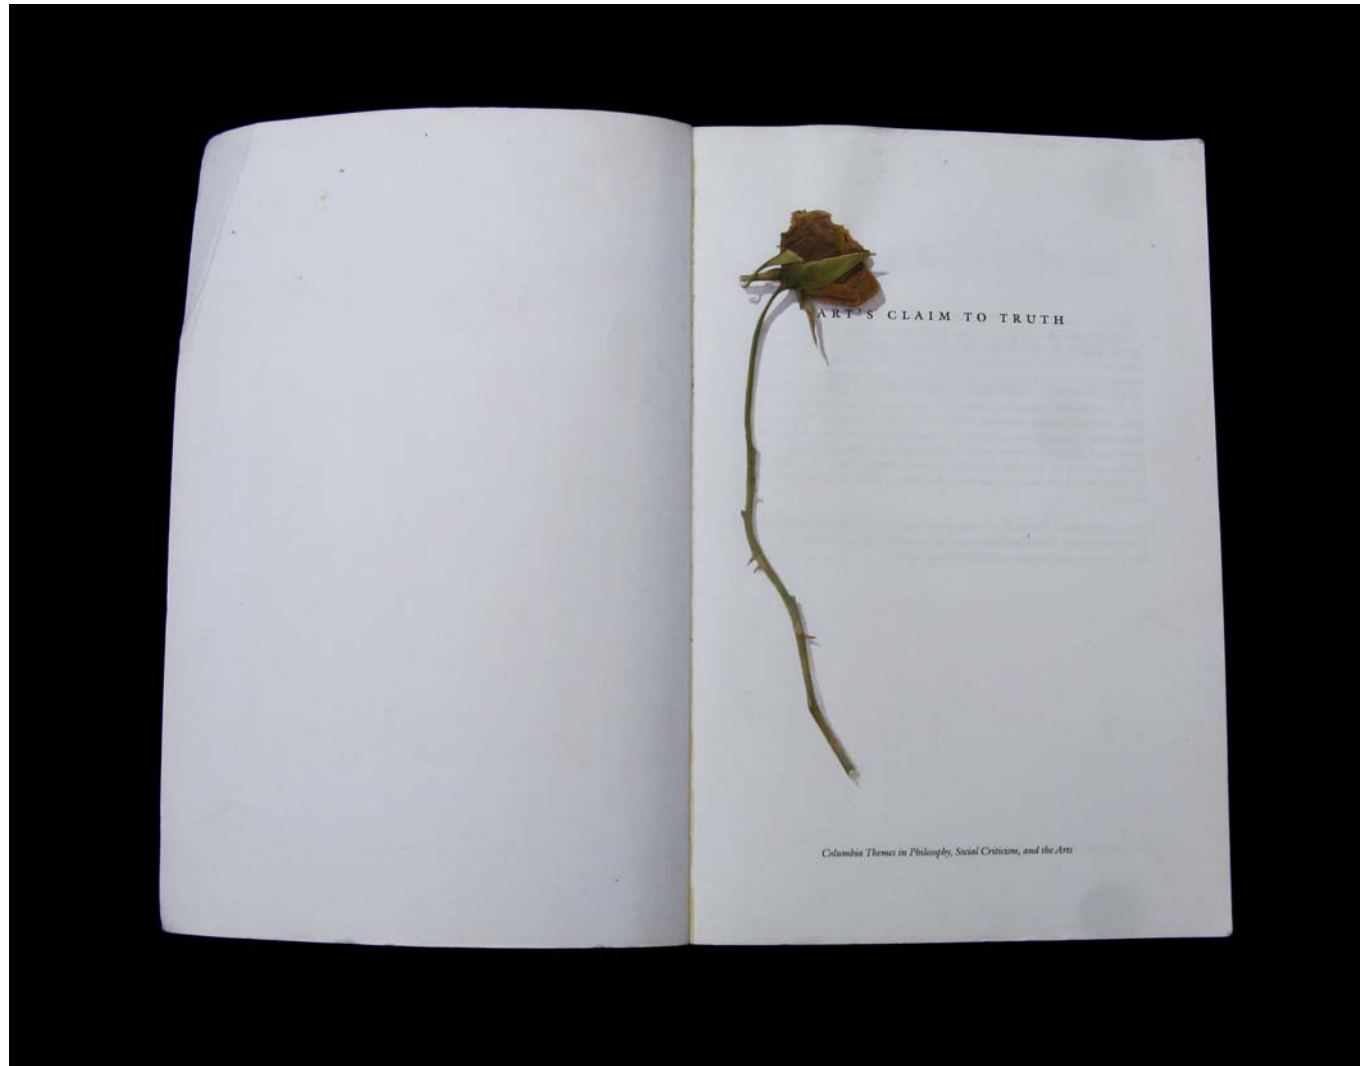 ART'S CLAIM TO TRUTH
Columbia Themes in Philosophy, Social Criticism, and the Arts